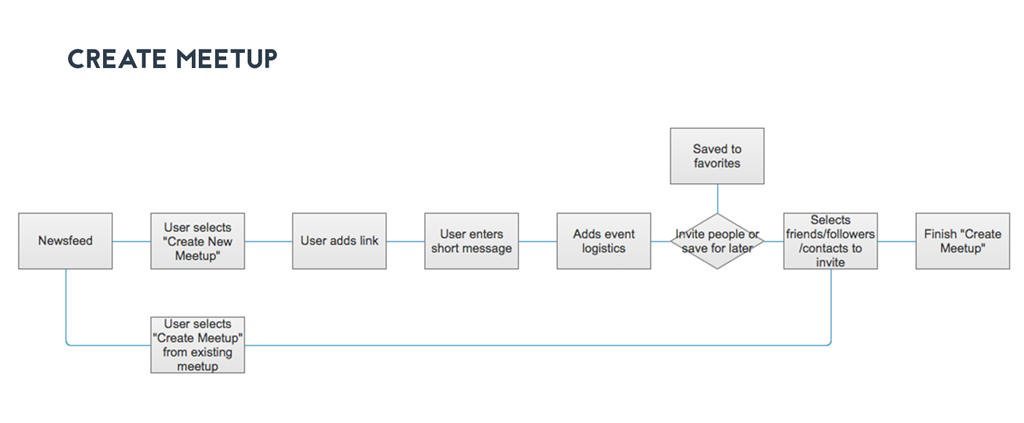 CREATE MEETUP
Saved to
favorites
Newsfeed
User selects
"Create New
Meetup"
User adds link
User enters
short message
Adds event
logistics
Invite people or
save for later
Selects
friends/followers
/contacts to
invite
Finish "Create
Meetup"
User selects
"Create Meetup"
from existing
meetup